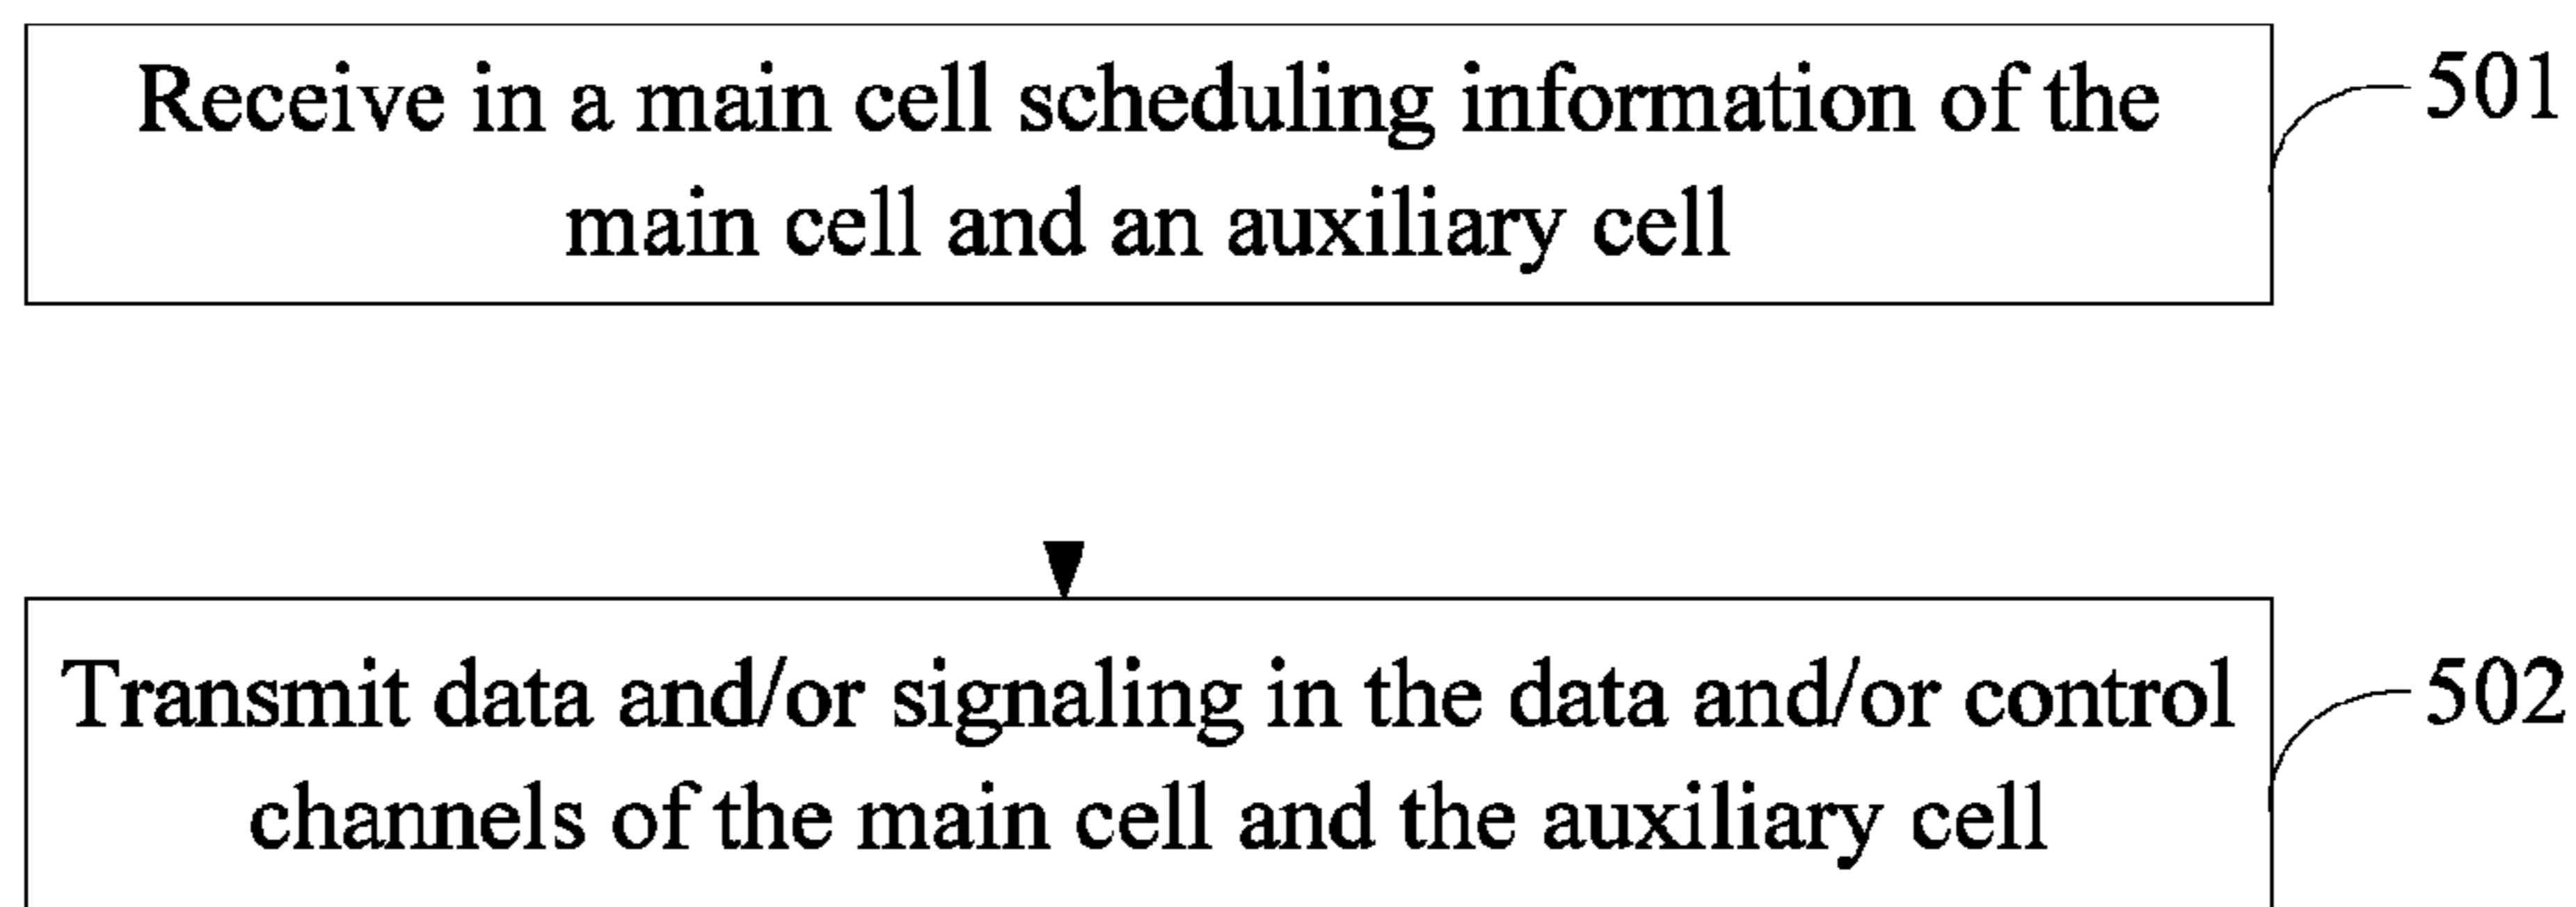 Receive in a main cell scheduling information of the
main cell and an auxiliary cell
501
Transmit data and/or signaling in the data and/or control
channels of the main cell and the auxiliary cell
502